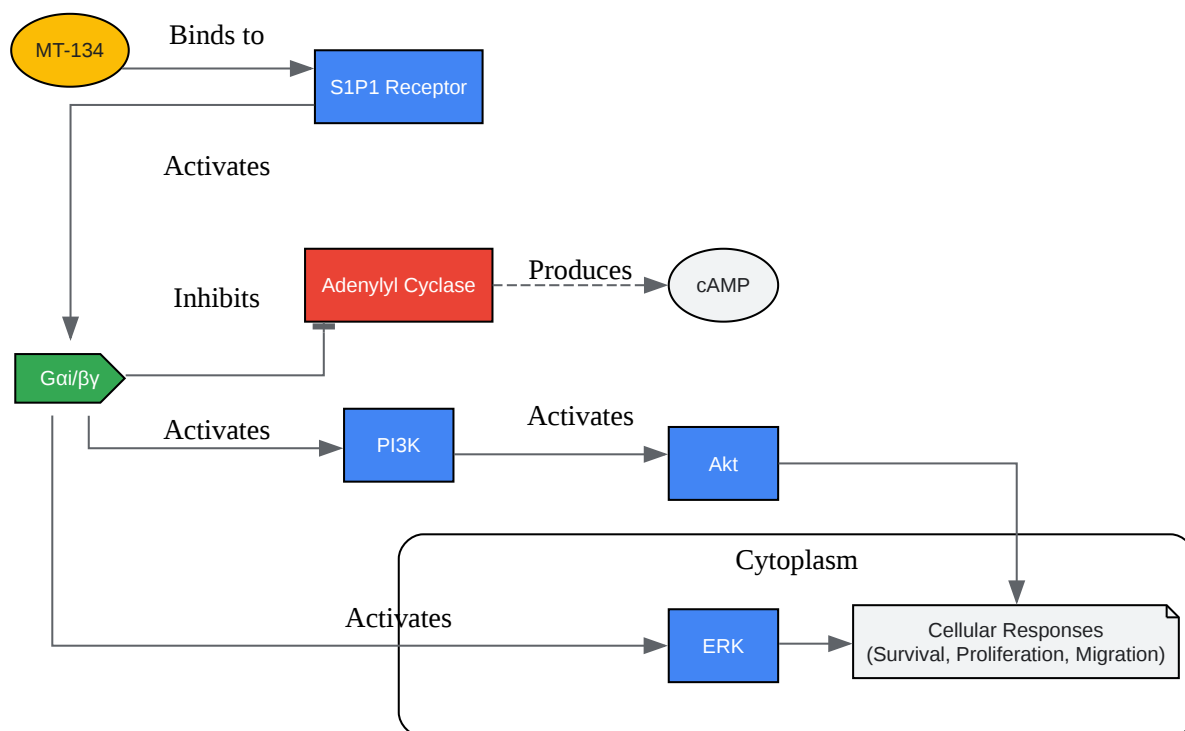 MT-134
Binds to
S1P1 Receptor
Activates
Adenylyl Cyclase
Produces
cAMP
Inhibits
Gαi/βγ
Activates
PI3K
Activates
Akt
Cytoplasm
Activates
ERK
Cellular Responses
(Survival, Proliferation, Migration)